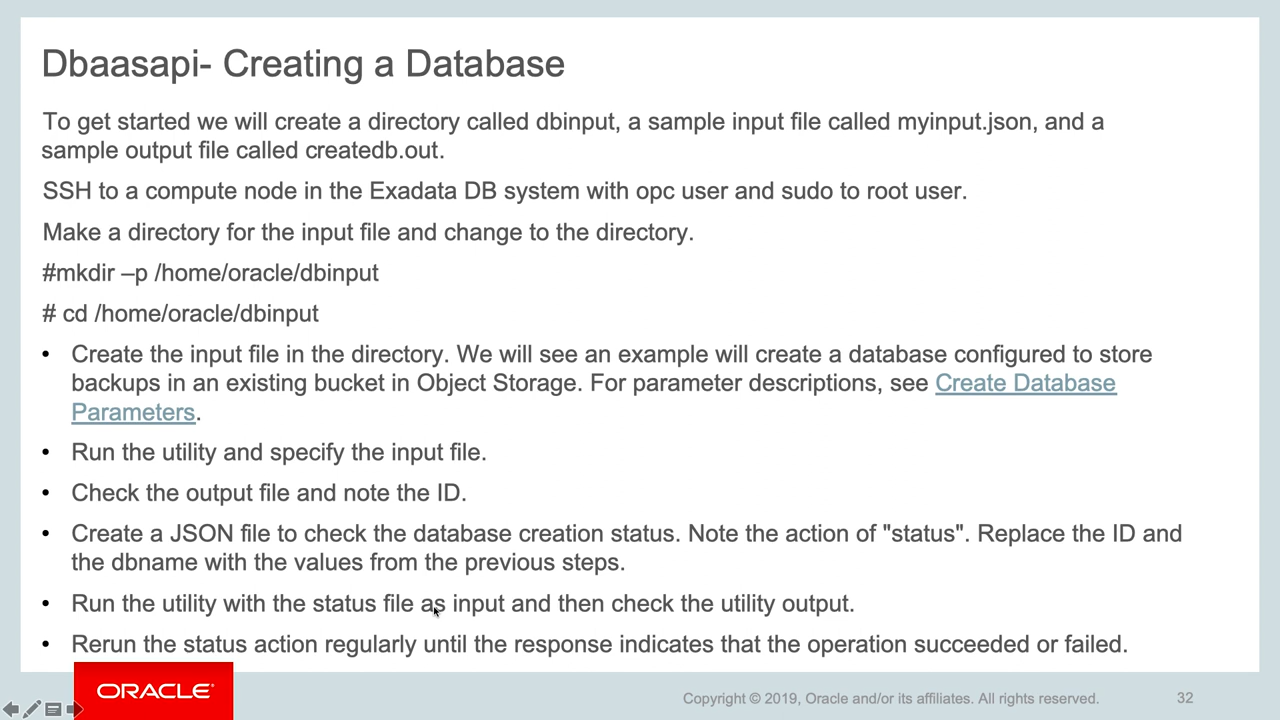 Dbaasapi- Creating a Database
To get started we will create a directory called dbinput, a sample input file called myinput.json, and a
sample output file called createdb.out.
SSH to a compute node in the Exadata DB system with opc user and sudo to root user.
Make a directory for the input file and change to the directory.
#mkdir –p /home/oracle/dbinput
# cd /home/oracle/dbinput
• Create the input file in the directory. We will see an example will create a database configured to store
backups in an existing bucket in Object Storage. For parameter descriptions, see Create Database
Parameters.
• Run the utility and specify the input file.
• Check the output file and note the ID.
• Create a JSON file to check the database creation status. Note the action of "status". Replace the ID and
the dbname with the values from the previous steps.
• Run the utility with the status file as input and then check the utility output.
• Rerun the status action regularly until the response indicates that the operation succeeded or failed.
ORACLE®
Copyright © 2019, Oracle and/or its affiliates. All rights reserved.
32